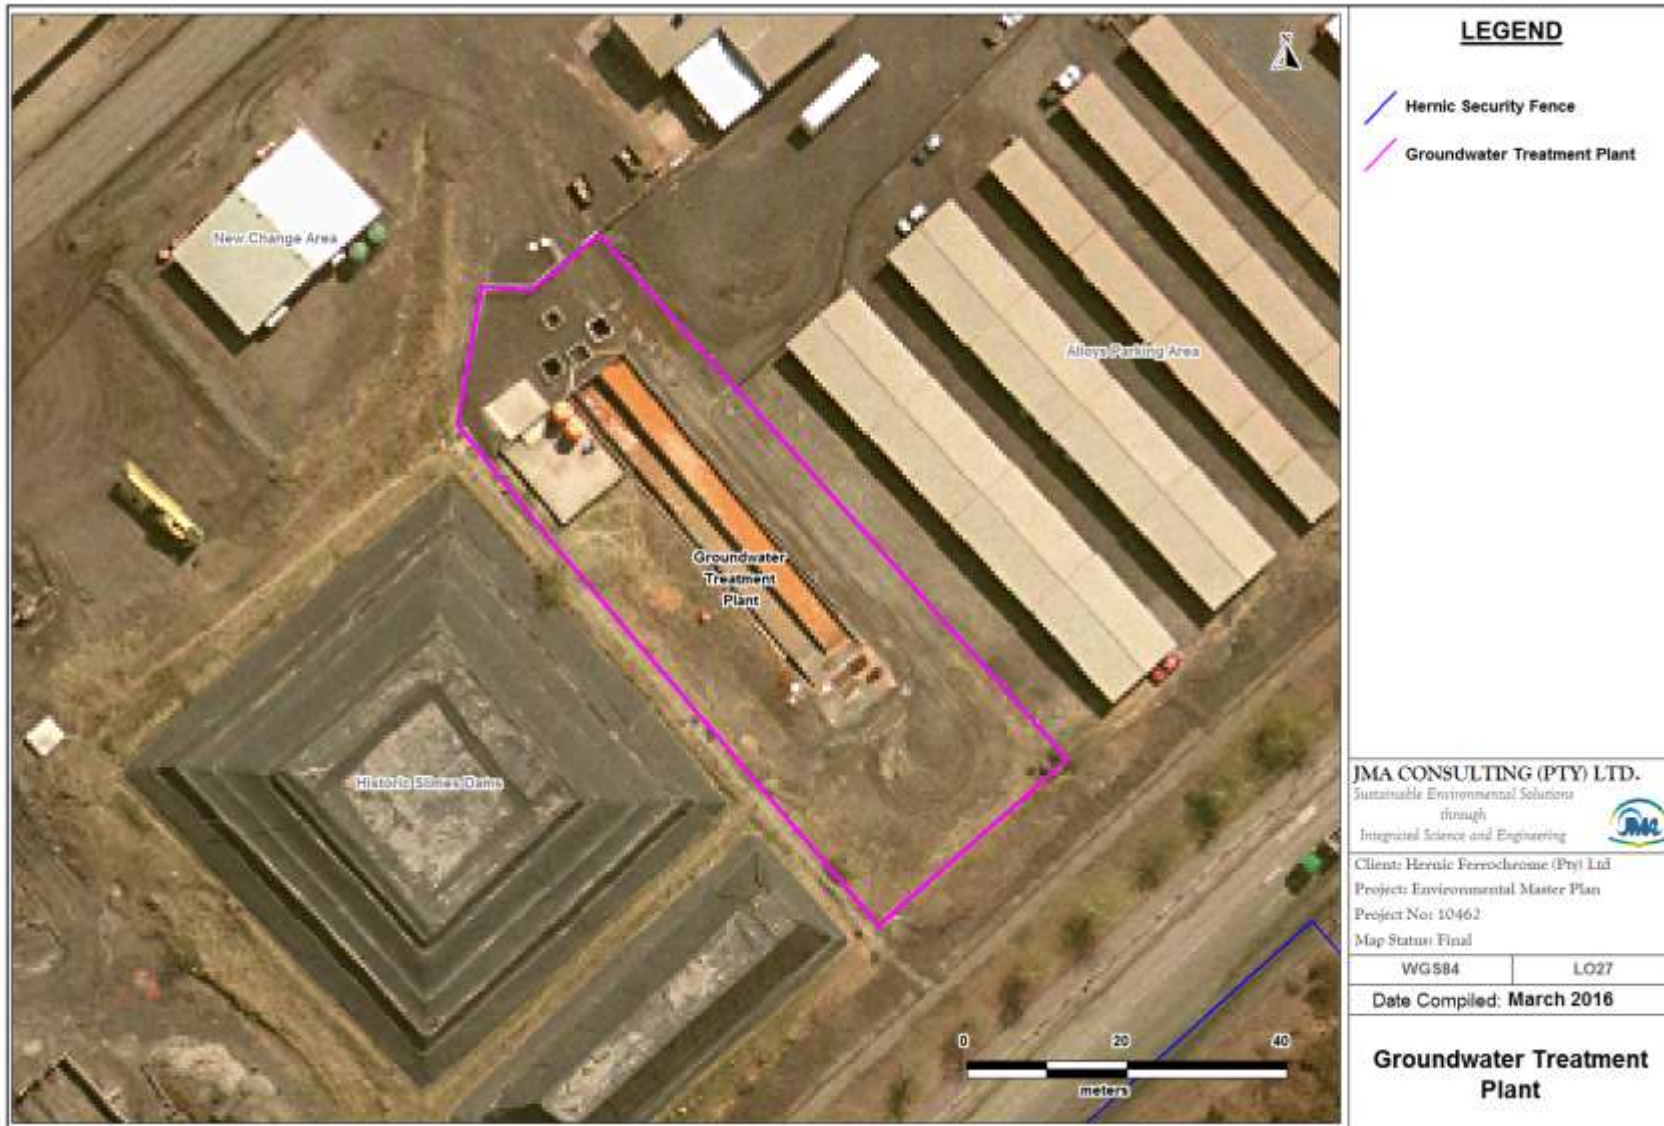 LEGEND
Hernic Security Fence
Groundwater Treatment Plant
N
New Change Area
Alloys Parking Area
Groundwater
Treatment
Plant
Historic Slimes Dams
0 20 40
meters
JMA CONSULTING (PTY) LTD.
Sustainable Environmental Solutions
through
Integrated Science and Engineering
JMA
Client: Hernic Ferrochrome (Pty) Ltd
Project: Environmental Master Plan
Project No: 10462
Map Status: Final
WGS84 LO27
Date Compiled: March 2016
Groundwater Treatment
Plant